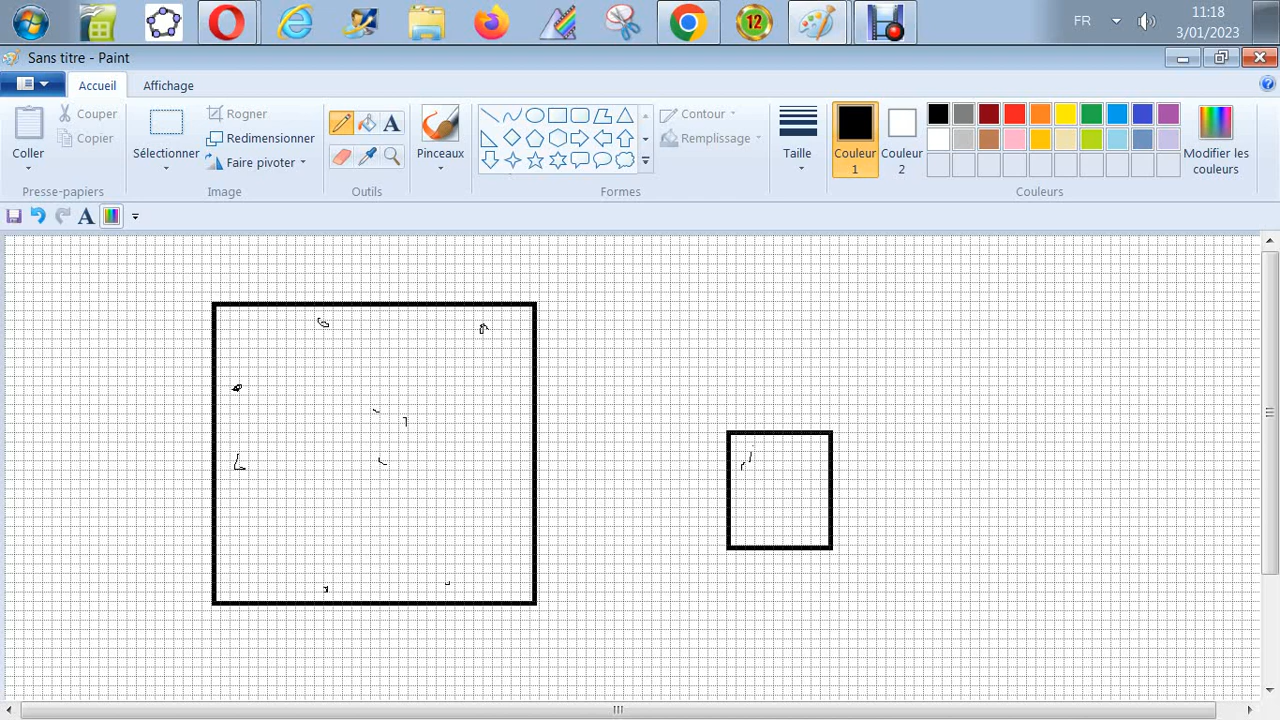 12
FR
11:18
3/01/2023
Sans titre - Paint
Accueil
Affichage
Coller
Couper
Copier
Presse-papiers
Sélectionner
Rogner
Redimensionner
Faire pivoter
Image
A
Outils
Pinceaux
Formes
Contour
Remplissage
Taille
Couleur
1
Couleur
2
Modifier les
couleurs
Couleurs
A